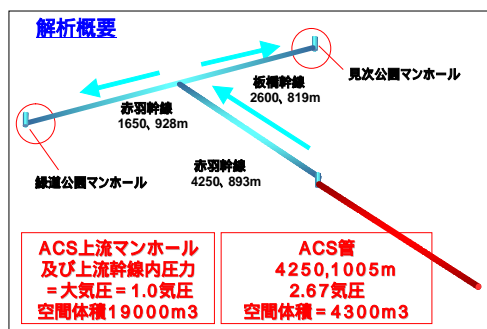 解析概要
見次公園マンホール
板橋幹線
2600、819m
赤羽幹線
1650、928m
緑道公園マンホール
赤羽幹線
4250、893m
ACS上流マンホール
及び上流幹線内圧力
=大気圧=1.0気圧
空間体積19000m3
ACS管
4250,1005m
2.67気圧
空間体積=4300m3